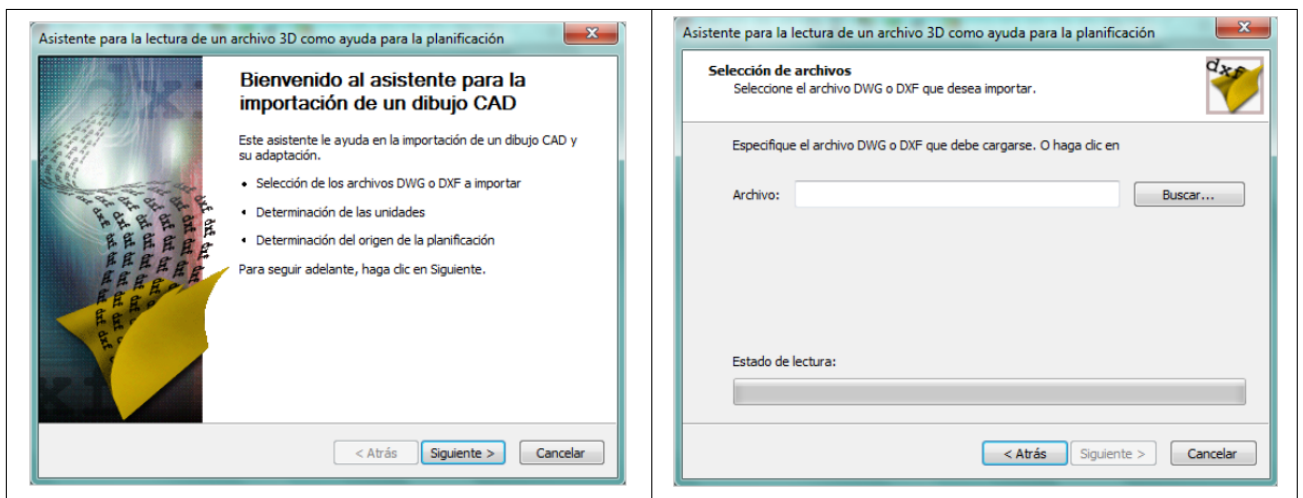 Asistente para la lectura de un archivo 3D como ayuda para la planificación
Bienvenido al asistente para la
importación de un dibujo CAD
Este asistente le ayuda en la importación de un dibujo CAD y
su adaptación.
• Selección de los archivos DWG o DXF a importar
• Determinación de las unidades
• Determinación del origen de la planificación
Para seguir adelante, haga clic en Siguiente.
< Atrás
Siguiente >
Cancelar
Asistente para la lectura de un archivo 3D como ayuda para la planificación
Selección de archivos
Seleccione el archivo DWG o DXF que desea importar.
dxf
Especifique el archivo DWG o DXF que debe cargarse. O haga clic en
Archivo:
Buscar...
Estado de lectura:
< Atrás
Siguiente >
Cancelar